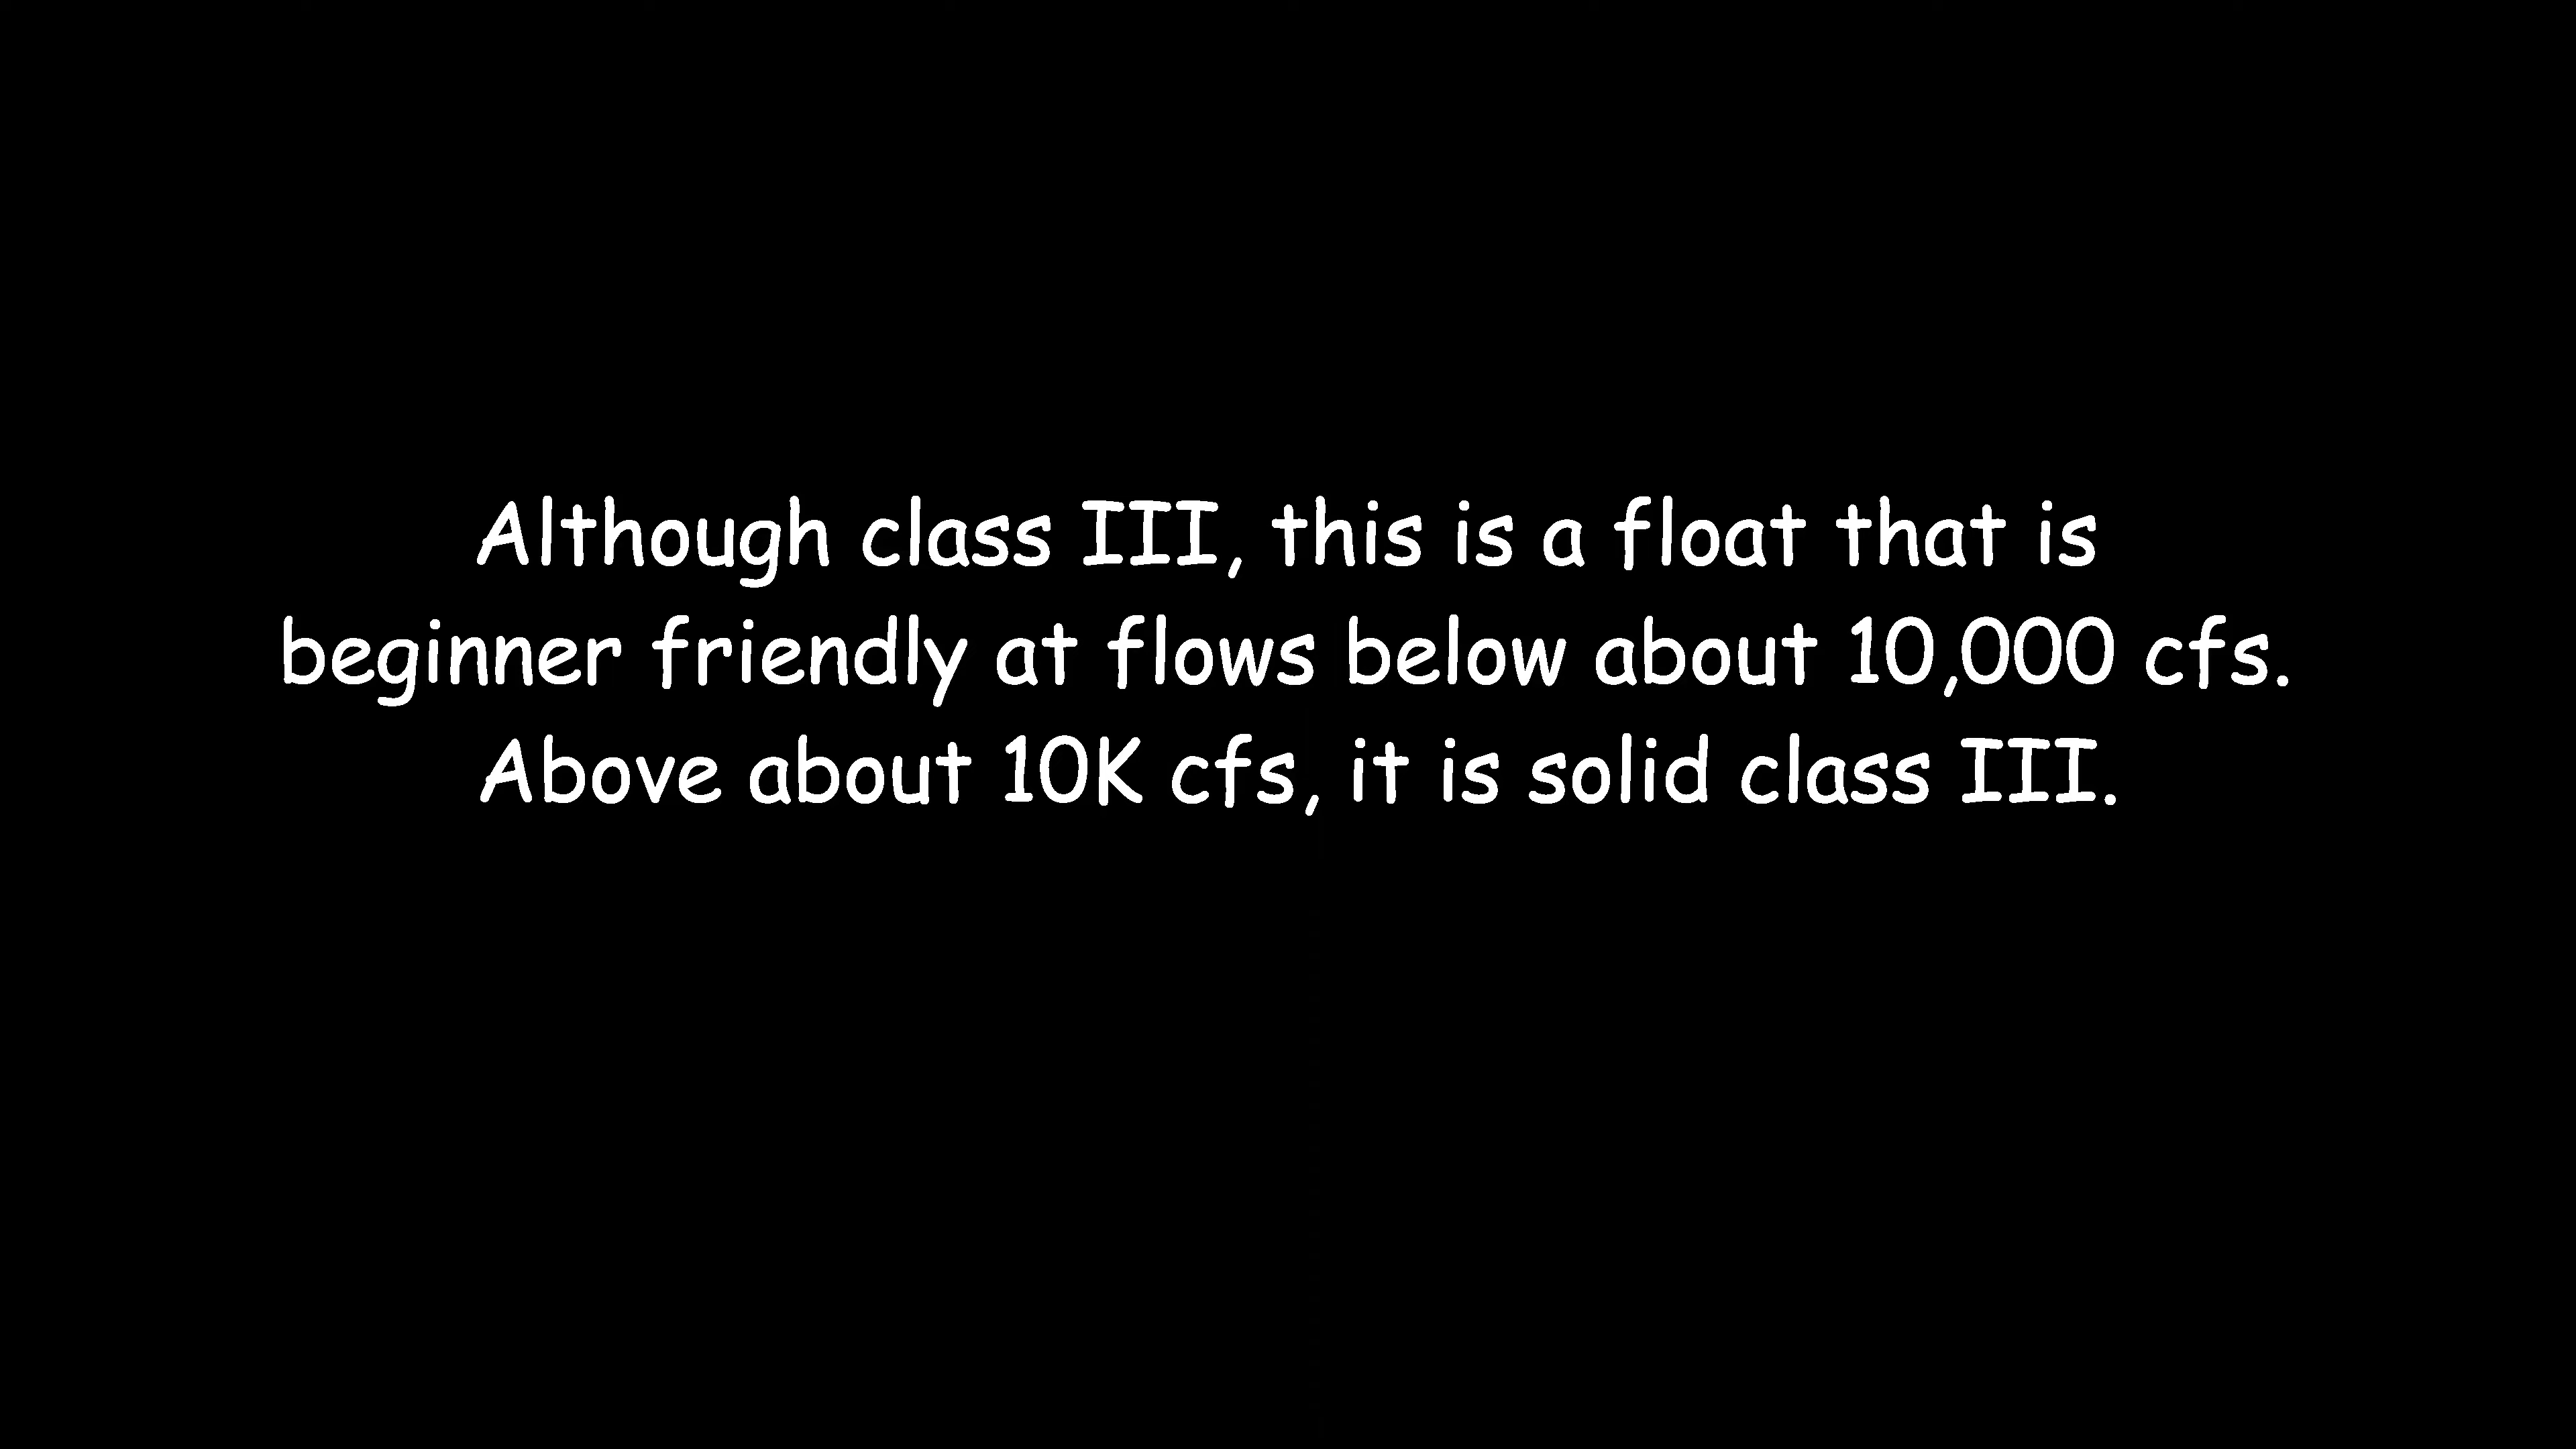 Although class III, this is a float that is
beginner friendly at flows below about 10,000 cfs.
Above about 10K cfs, it is solid class III.